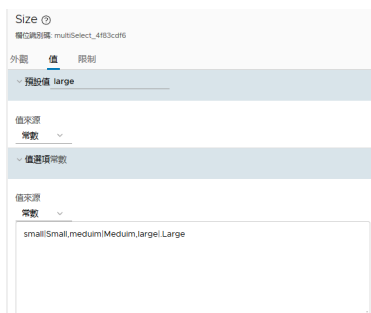 Size
欄位識別碼: multiSelect_4f83cdf6
外觀 值 限制
預設值 large
值來源
常數
值選項常數
值來源
常數
small|Small,meduim|Meduim,large|.Large